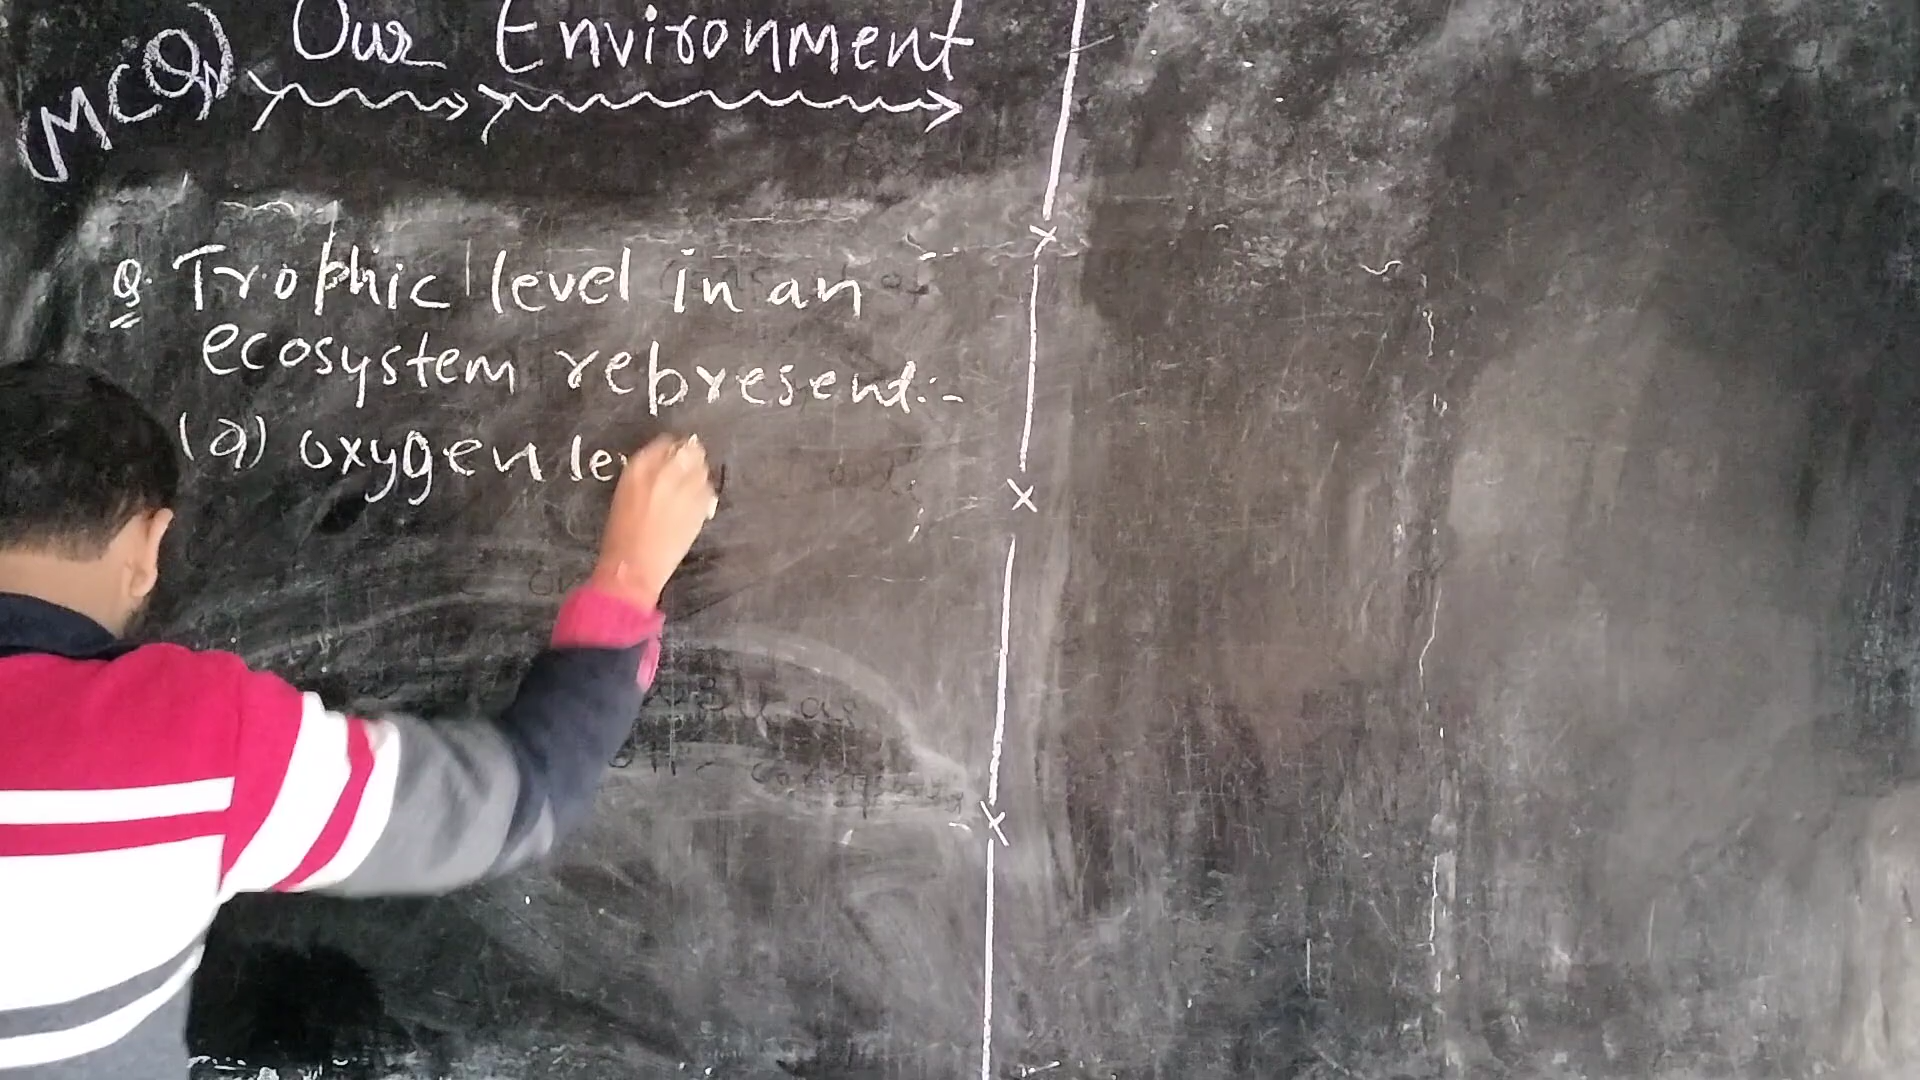 (MCQs) Our Environment
Q. Trophic level in an
ecosystem represent:-
(a) oxygen le